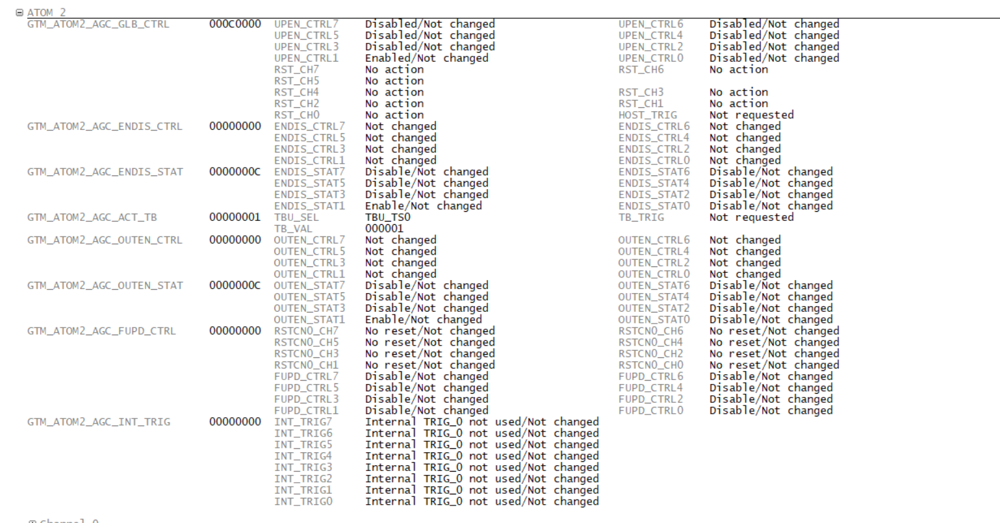 ATOM 2
GTM_ATOM2_AGC_GLB_CTRL 000C0000 UPEN_CTRL7 Disabled/Not changed UPEN_CTRL6 Disabled/Not changed
UPEN_CTRL5 Disabled/Not changed UPEN_CTRL4 Disabled/Not changed
UPEN_CTRL3 Disabled/Not changed UPEN_CTRL2 Disabled/Not changed
UPEN_CTRL1 Enabled/Not changed UPEN_CTRL0 Disabled/Not changed
RST_CH7 No action RST_CH6 No action
RST_CH5 No action
RST_CH4 No action RST_CH3 No action
RST_CH2 No action RST_CH1 No action
RST_CH0 No action HOST_TRIG Not requested
GTM_ATOM2_AGC_ENDIS_CTRL 00000000 ENDIS_CTRL7 Not changed ENDIS_CTRL6 Not changed
ENDIS_CTRL5 Not changed ENDIS_CTRL4 Not changed
ENDIS_CTRL3 Not changed ENDIS_CTRL2 Not changed
ENDIS_CTRL1 Not changed ENDIS_CTRL0 Not changed
GTM_ATOM2_AGC_ENDIS_STAT 0000000C ENDIS_STAT7 Disable/Not changed ENDIS_STAT6 Disable/Not changed
ENDIS_STAT5 Disable/Not changed ENDIS_STAT4 Disable/Not changed
ENDIS_STAT3 Disable/Not changed ENDIS_STAT2 Disable/Not changed
ENDIS_STAT1 Enable/Not changed ENDIS_STAT0 Disable/Not changed
GTM_ATOM2_AGC_ACT_TB 00000001 TBU_SEL TBU_TS0 TB_TRIG Not requested
TB_VAL 000001
GTM_ATOM2_AGC_OUTEN_CTRL 00000000 OUTEN_CTRL7 Not changed OUTEN_CTRL6 Not changed
OUTEN_CTRL5 Not changed OUTEN_CTRL4 Not changed
OUTEN_CTRL3 Not changed OUTEN_CTRL2 Not changed
OUTEN_CTRL1 Not changed OUTEN_CTRL0 Not changed
GTM_ATOM2_AGC_OUTEN_STAT 0000000C OUTEN_STAT7 Disable/Not changed OUTEN_STAT6 Disable/Not changed
OUTEN_STAT5 Disable/Not changed OUTEN_STAT4 Disable/Not changed
OUTEN_STAT3 Disable/Not changed OUTEN_STAT2 Disable/Not changed
OUTEN_STAT1 Enable/Not changed OUTEN_STAT0 Disable/Not changed
GTM_ATOM2_AGC_FUPD_CTRL 00000000 RSTCN0_CH7 No reset/Not changed RSTCN0_CH6 No reset/Not changed
RSTCN0_CH5 No reset/Not changed RSTCN0_CH4 No reset/Not changed
RSTCN0_CH3 No reset/Not changed RSTCN0_CH2 No reset/Not changed
RSTCN0_CH1 No reset/Not changed RSTCN0_CH0 No reset/Not changed
FUPD_CTRL7 Disable/Not changed FUPD_CTRL6 Disable/Not changed
FUPD_CTRL5 Disable/Not changed FUPD_CTRL4 Disable/Not changed
FUPD_CTRL3 Disable/Not changed FUPD_CTRL2 Disable/Not changed
FUPD_CTRL1 Disable/Not changed FUPD_CTRL0 Disable/Not changed
GTM_ATOM2_AGC_INT_TRIG 00000000 INT_TRIG7 Internal TRIG_0 not used/Not changed
INT_TRIG6 Internal TRIG_0 not used/Not changed
INT_TRIG5 Internal TRIG_0 not used/Not changed
INT_TRIG4 Internal TRIG_0 not used/Not changed
INT_TRIG3 Internal TRIG_0 not used/Not changed
INT_TRIG2 Internal TRIG_0 not used/Not changed
INT_TRIG1 Internal TRIG_0 not used/Not changed
INT_TRIG0 Internal TRIG_0 not used/Not changed
Channel 0